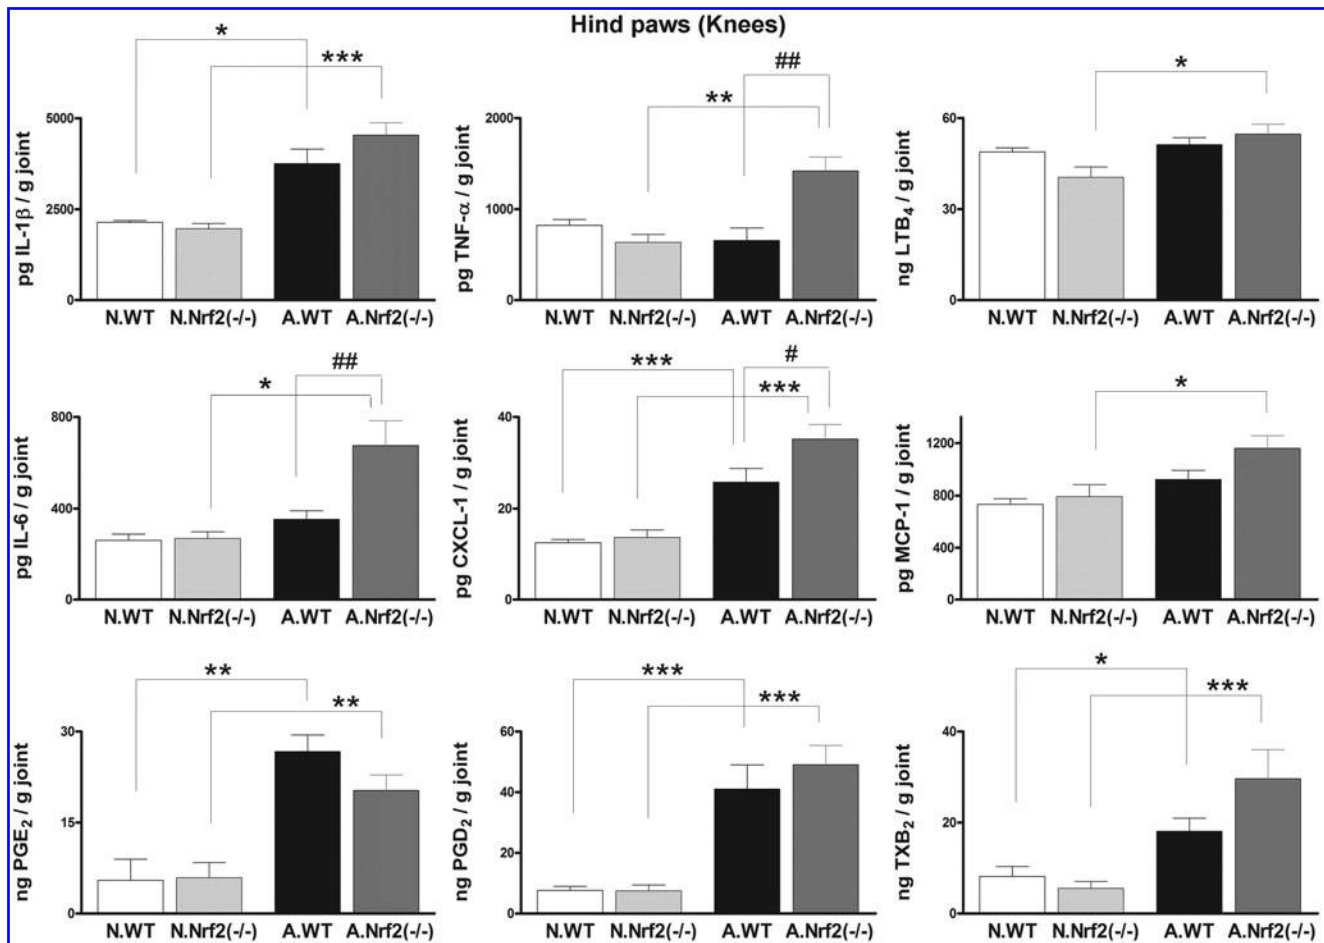 Hind paws (Knees)
* ***
pg IL-1β / g joint
5000
2500
0
N.WT N.Nrf2(-/-) A.WT A.Nrf2(-/-)
## **
pg TNF-α / g joint
2000
1000
0
N.WT N.Nrf2(-/-) A.WT A.Nrf2(-/-)
*
ng LTB4 / g joint
60
30
0
N.WT N.Nrf2(-/-) A.WT A.Nrf2(-/-)
## *
pg IL-6 / g joint
800
400
0
N.WT N.Nrf2(-/-) A.WT A.Nrf2(-/-)
*** # ***
pg CXCL-1 / g joint
40
20
0
N.WT N.Nrf2(-/-) A.WT A.Nrf2(-/-)
*
pg MCP-1 / g joint
1200
800
400
0
N.WT N.Nrf2(-/-) A.WT A.Nrf2(-/-)
** **
ng PGE2 / g joint
30
15
0
N.WT N.Nrf2(-/-) A.WT A.Nrf2(-/-)
*** ***
ng PGD2 / g joint
60
40
20
0
N.WT N.Nrf2(-/-) A.WT A.Nrf2(-/-)
* ***
ng TXB2 / g joint
40
20
0
N.WT N.Nrf2(-/-) A.WT A.Nrf2(-/-)